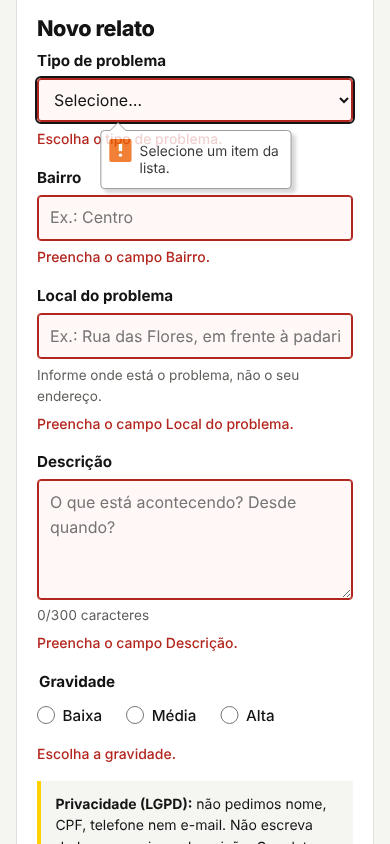 Novo relato
Tipo de problema
Selecione...
Escolha o tipo de problema.
!
Selecione um item da
lista.
Bairro
Ex.: Centro
Preencha o campo Bairro.
Local do problema
Ex.: Rua das Flores, em frente à padari
Informe onde está o problema, não o seu
endereço.
Preencha o campo Local do problema.
Descrição
O que está acontecendo? Desde
quando?
0/300 caracteres
Preencha o campo Descrição.
Gravidade
Baixa Média Alta
Escolha a gravidade.
Privacidade (LGPD): não pedimos nome,
CPF, telefone nem e-mail. Não escreva